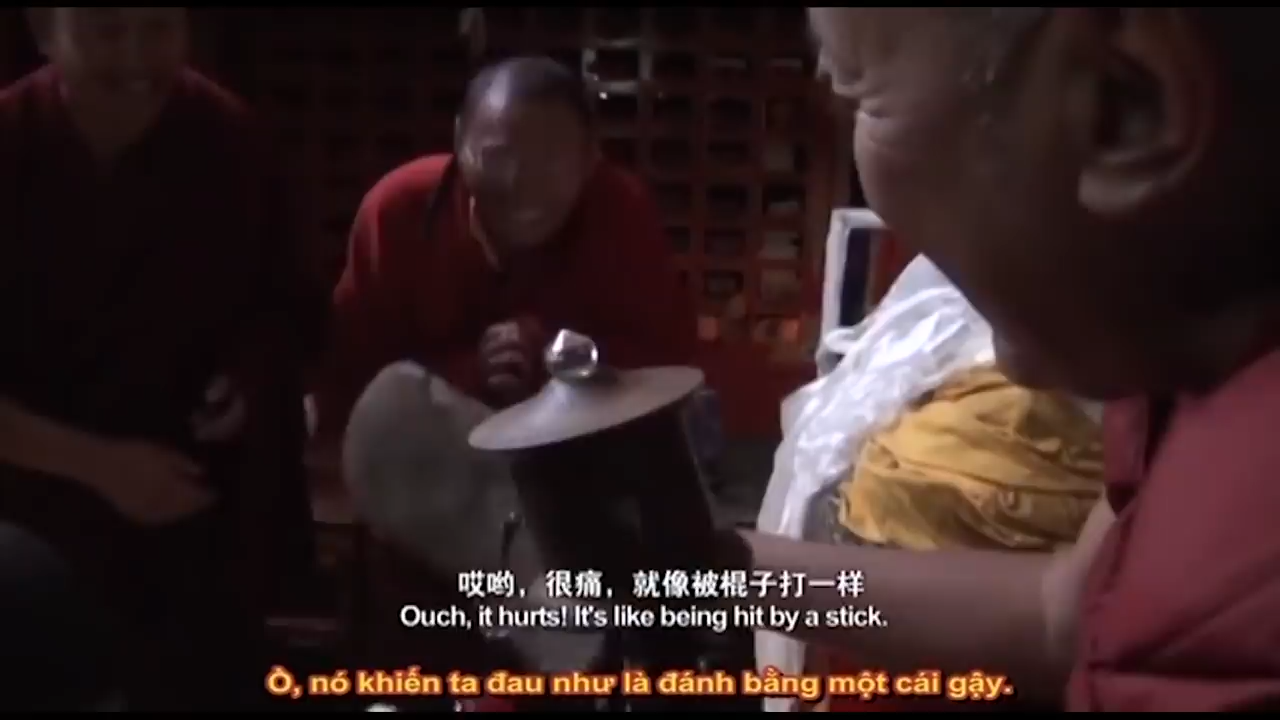 哎哟，很痛，就像被棍子打一样
Ouch, it hurts! It's like being hit by a stick.
Ồ, nó khiến ta đau như là đánh bằng một cái gậy.